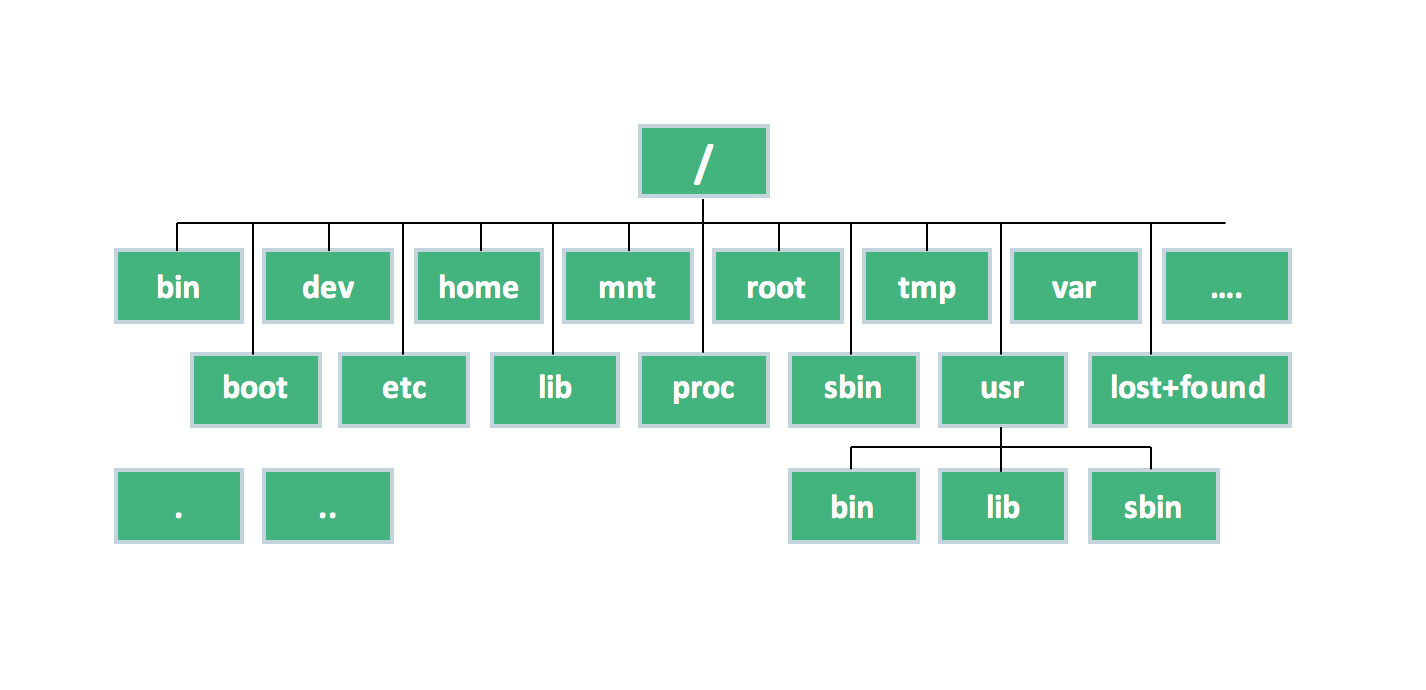 /
bin dev home mnt root tmp var ....
boot etc lib proc sbin usr lost+found
. .. bin lib sbin